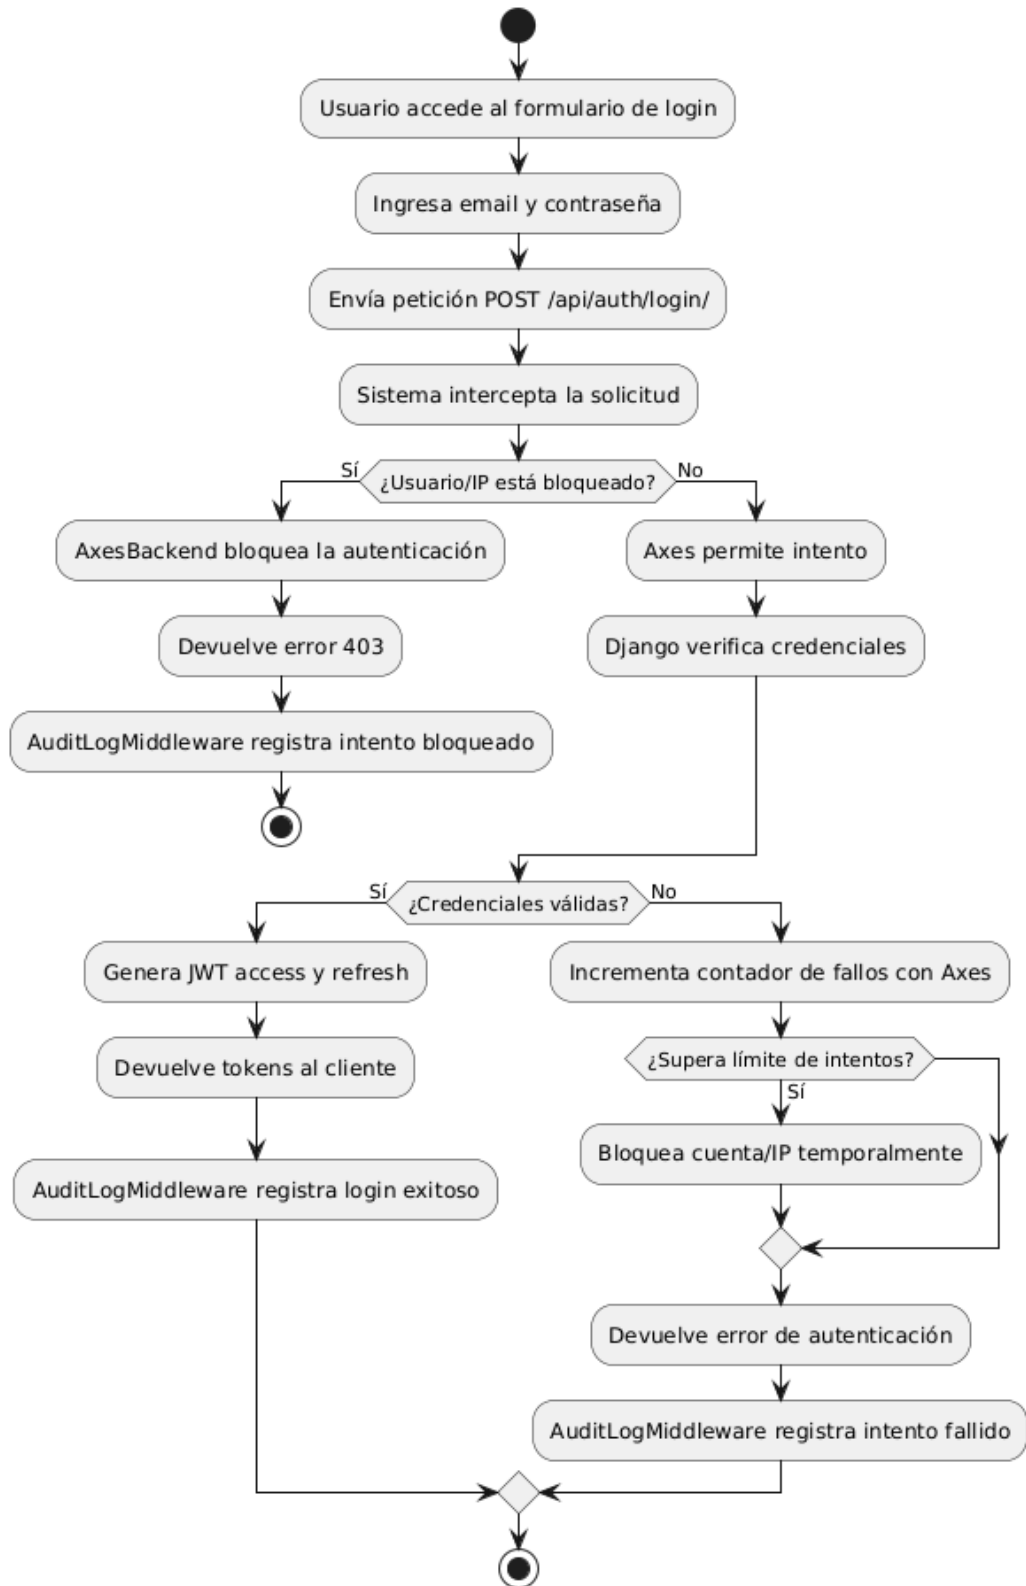 Usuario accede al formulario de login
Ingresa email y contraseña
Envía petición POST /api/auth/login/
Sistema intercepta la solicitud
¿Usuario/IP está bloqueado?
Sí
No
AxesBackend bloquea la autenticación
Axes permite intento
Devuelve error 403
Django verifica credenciales
AuditLogMiddleware registra intento bloqueado
¿Credenciales válidas?
Sí
No
Genera JWT access y refresh
Incrementa contador de fallos con Axes
Devuelve tokens al cliente
¿Supera límite de intentos?
Sí
Bloquea cuenta/IP temporalmente
AuditLogMiddleware registra login exitoso
Devuelve error de autenticación
AuditLogMiddleware registra intento fallido